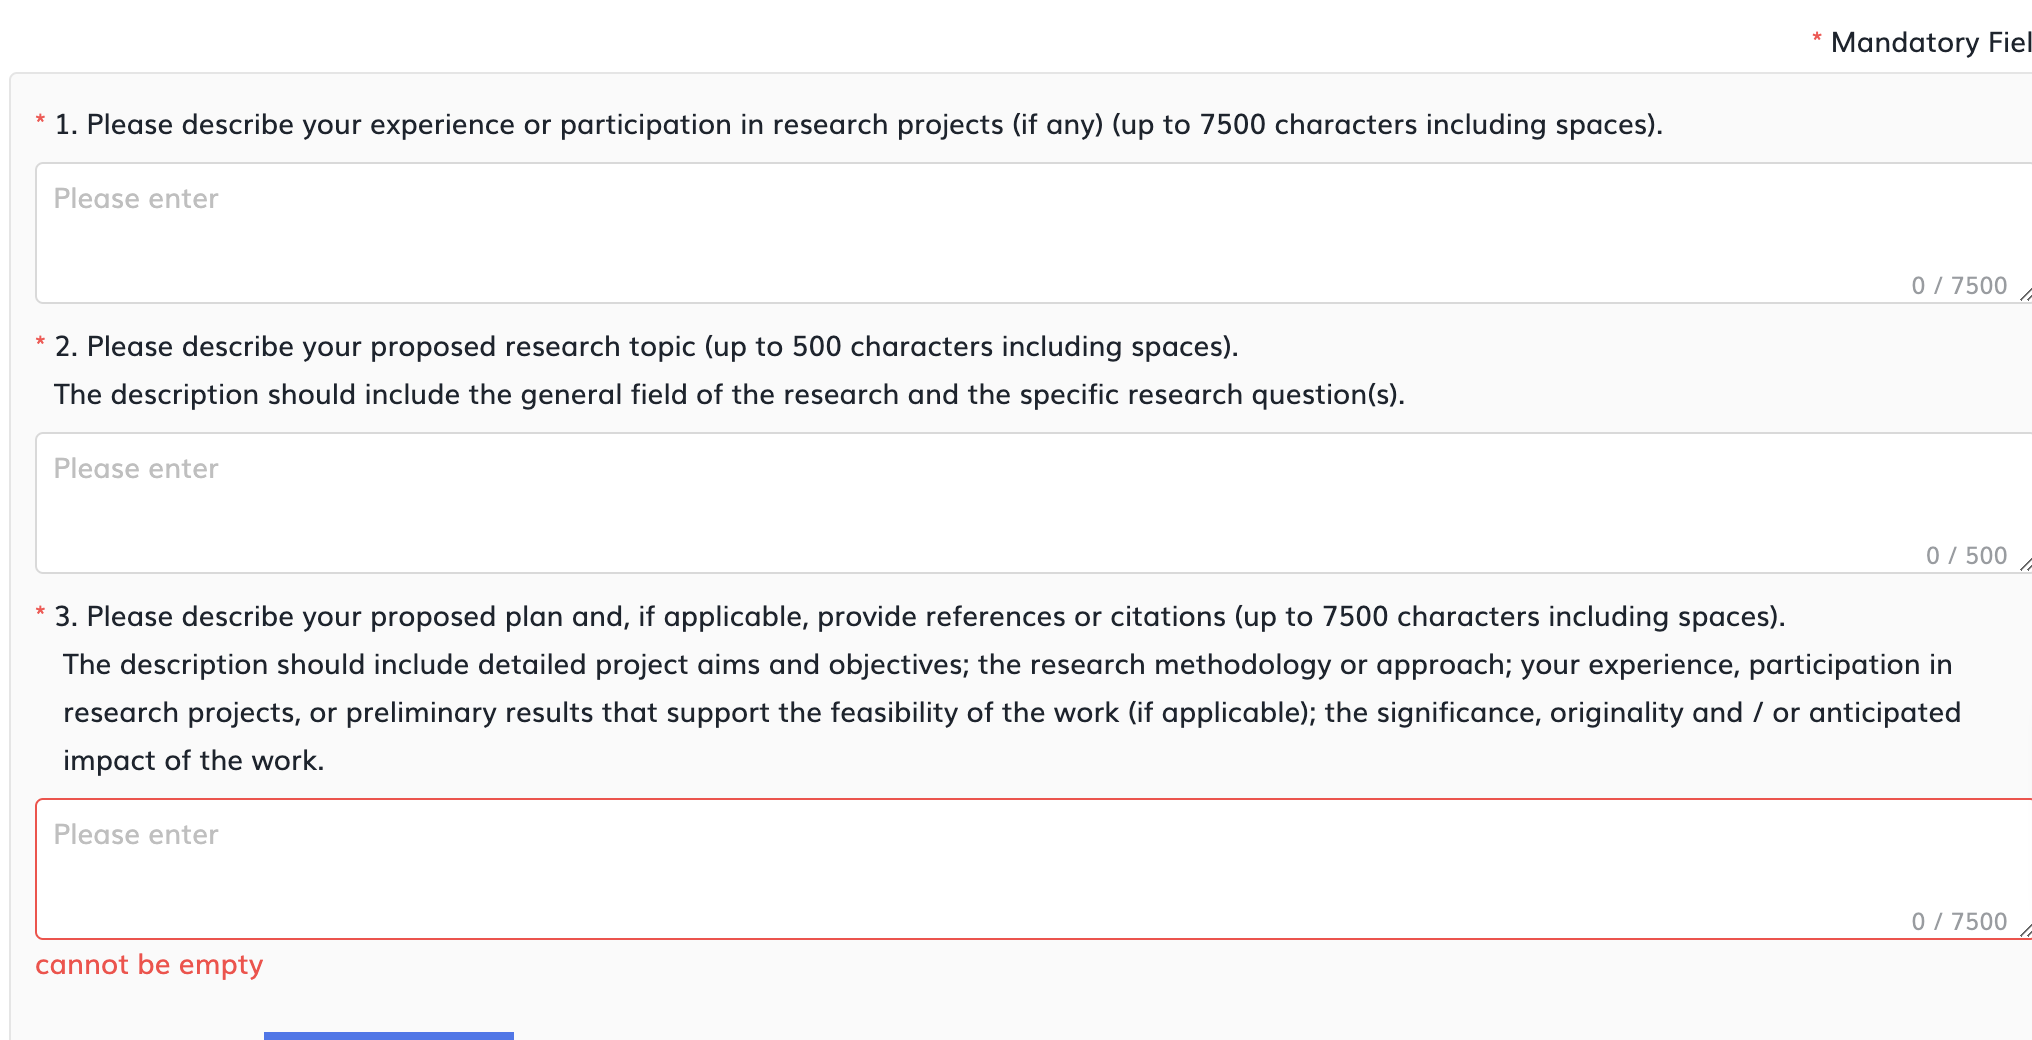 * Mandatory Fiel
* 1. Please describe your experience or participation in research projects (if any) (up to 7500 characters including spaces).
Please enter
0 / 7500
* 2. Please describe your proposed research topic (up to 500 characters including spaces).
The description should include the general field of the research and the specific research question(s).
Please enter
0 / 500
* 3. Please describe your proposed plan and, if applicable, provide references or citations (up to 7500 characters including spaces).
The description should include detailed project aims and objectives; the research methodology or approach; your experience, participation in
research projects, or preliminary results that support the feasibility of the work (if applicable); the significance, originality and / or anticipated
impact of the work.
Please enter
0 / 7500
cannot be empty